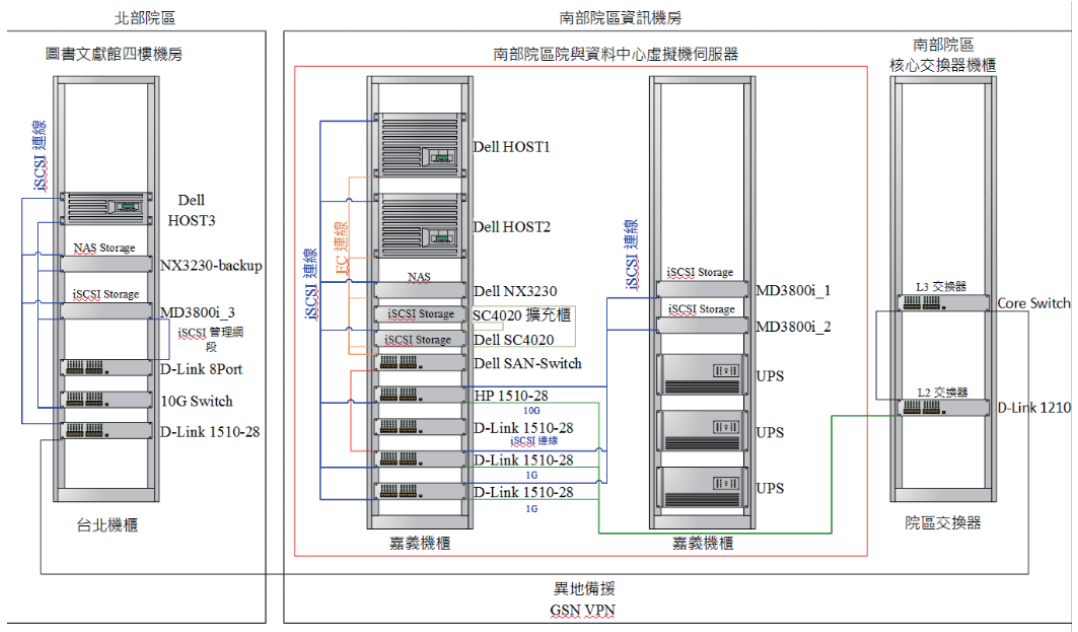 北部院區
圖書文獻館四樓機房
iSCSI 連線
Dell
HOST3
NAS Storage
NX3230-backup
iSCSI Storage
MD3800i_3
iSCSI 管理網
段
D-Link 8Port
10G Switch
D-Link 1510-28
台北機櫃
南部院區資訊機房
南部院區院與資料中心虛擬機伺服器
iSCSI 連線
FC 連線
Dell HOST1
Dell HOST2
NAS
Dell NX3230
iSCSI Storage
SC4020 擴充櫃
iSCSI Storage
Dell SC4020
Dell SAN-Switch
HP 1510-28
10G
D-Link 1510-28
iSCSI 連線
D-Link 1510-28
1G
D-Link 1510-28
1G
嘉義機櫃
iSCSI 連線
iSCSI Storage
MD3800i_1
iSCSI Storage
MD3800i_2
UPS
UPS
UPS
嘉義機櫃
南部院區
核心交換器機櫃
L3 交換器
Core Switch
L2 交換器
D-Link 1210
院區交換器
異地備援
GSN VPN